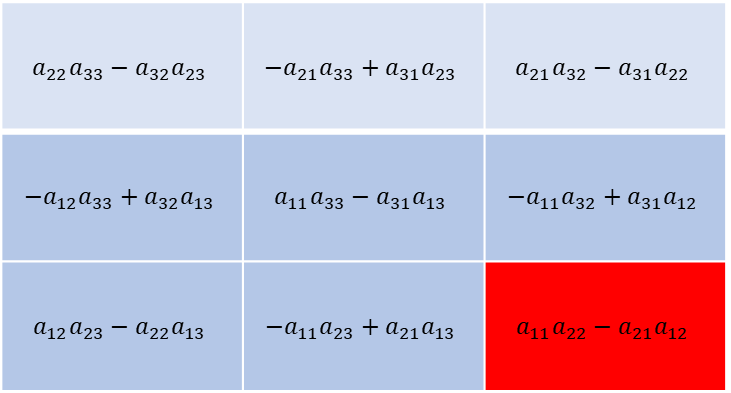 a₂₂a₃₃ − a₃₂a₂₃
−a₂₁a₃₃ + a₃₁a₂₃
a₂₁a₃₂ − a₃₁a₂₂
−a₁₂a₃₃ + a₃₂a₁₃
a₁₁a₃₃ − a₃₁a₁₃
−a₁₁a₃₂ + a₃₁a₁₂
a₁₂a₂₃ − a₂₂a₁₃
−a₁₁a₂₃ + a₂₁a₁₃
a₁₁a₂₂ − a₂₁a₁₂